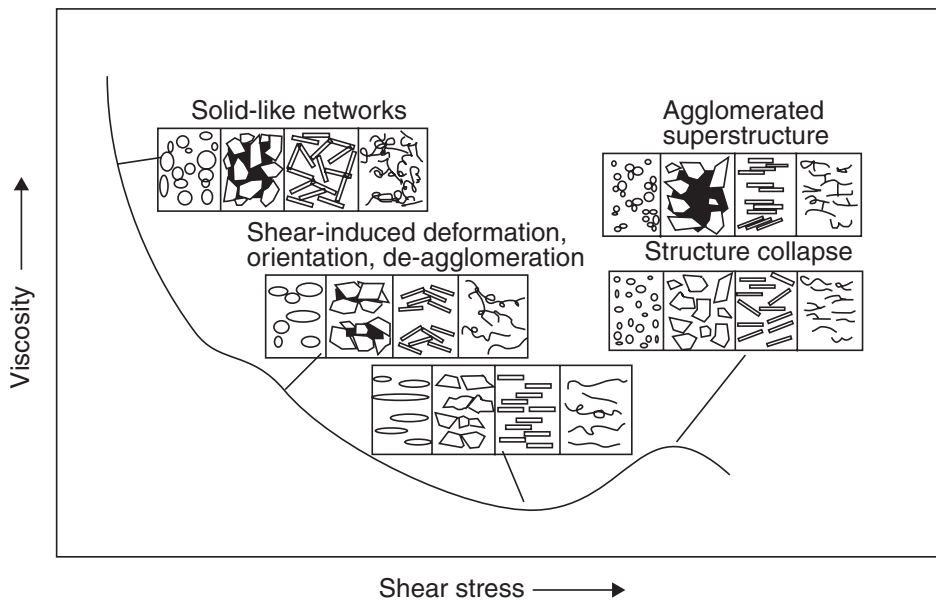 Solid-like networks
Agglomerated
superstructure
Shear-induced deformation,
orientation, de-agglomeration
Structure collapse
Viscosity
Shear stress